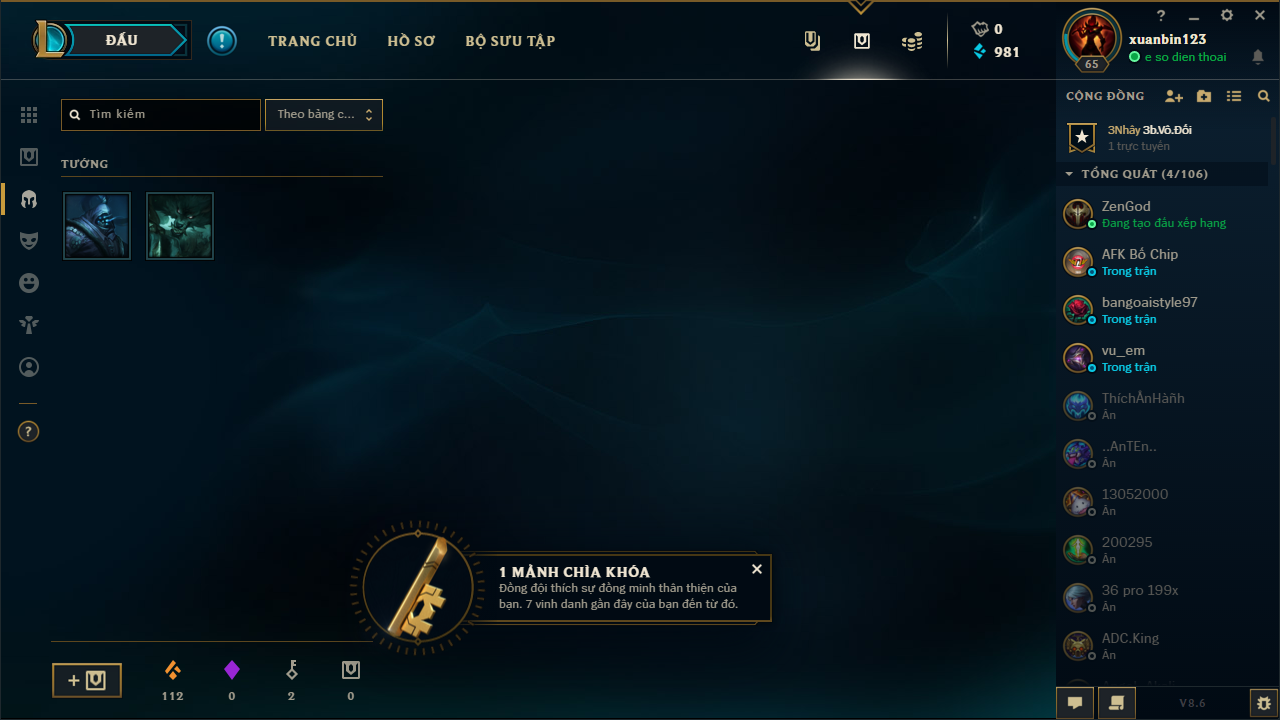 ĐẤU
TRANG CHỦ
HỒ SƠ
BỘ SƯU TẬP
0
981
65
xuanbin123
e so dien thoai
Tìm kiếm
Theo bảng c...
TƯỚNG
CỘNG ĐỒNG
3Nhây 3b.Vô.Đối
1 trực tuyến
TỔNG QUÁT (4/106)
ZenGod
Đang tạo đấu xếp hạng
AFK Bố Chip
Trong trận
bangoaistyle97
Trong trận
vu_em
Trong trận
ThíchẮnHàñh
Ẩn
..AnTEn..
Ẩn
13052000
Ẩn
200295
Ẩn
36 pro 199x
Ẩn
ADC.King
Ẩn
1 MẢNH CHÌA KHÓA
Đồng đội thích sự đồng minh thân thiện của
bạn. 7 vinh danh gần đây của bạn đến từ đó.
112
0
2
0
V8.6